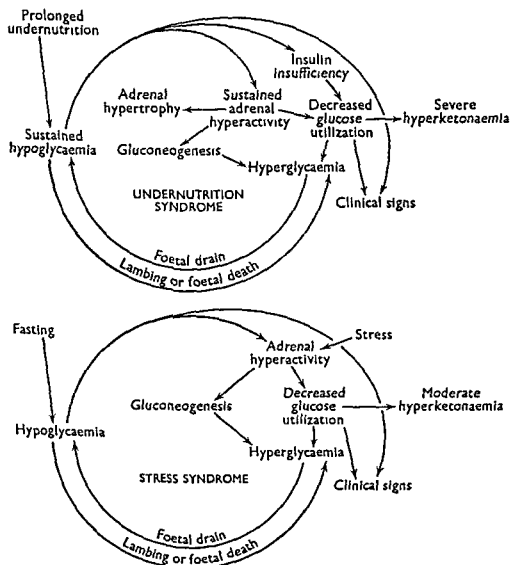 Prolonged
undernutrition
Insulin
insufficiency
Adrenal
hypertrophy
Sustained
adrenal
hyperactivity
Decreased
glucose
utilization
Severe
hyperketonaemia
Sustained
hypoglycaemia
Gluconeogenesis
Hyperglycaemia
UNDERNUTRITION
SYNDROME
Clinical signs
Foetal drain
Lambing or foetal death
Fasting
Stress
Adrenal
hyperactivity
Gluconeogenesis
Decreased
glucose
utilization
Moderate
hyperketonaemia
Hypoglycaemia
Hyperglycaemia
STRESS SYNDROME
Clinical signs
Foetal drain
Lambing or foetal death